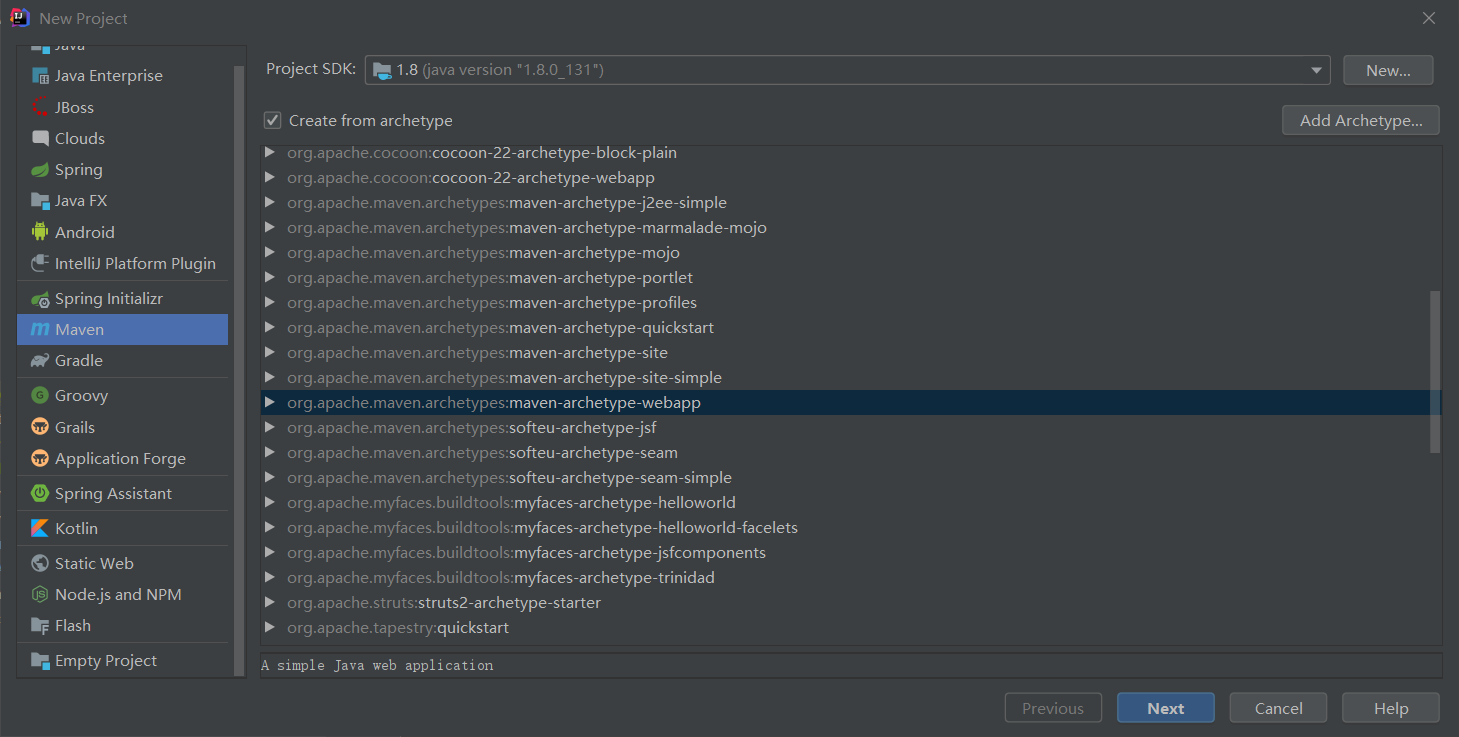 New Project
Java
Java Enterprise
JBoss
Clouds
Spring
Java FX
Android
IntelliJ Platform Plugin
Spring Initializr
Maven
Gradle
Groovy
Grails
Application Forge
Spring Assistant
Kotlin
Static Web
Node.js and NPM
Flash
Empty Project
Project SDK: 1.8 (java version "1.8.0_131") New...
Create from archetype Add Archetype...
org.apache.cocoon:cocoon-22-archetype-block-plain
org.apache.cocoon:cocoon-22-archetype-webapp
org.apache.maven.archetypes:maven-archetype-j2ee-simple
org.apache.maven.archetypes:maven-archetype-marmalade-mojo
org.apache.maven.archetypes:maven-archetype-mojo
org.apache.maven.archetypes:maven-archetype-portlet
org.apache.maven.archetypes:maven-archetype-profiles
org.apache.maven.archetypes:maven-archetype-quickstart
org.apache.maven.archetypes:maven-archetype-site
org.apache.maven.archetypes:maven-archetype-site-simple
org.apache.maven.archetypes:maven-archetype-webapp
org.apache.maven.archetypes:softeu-archetype-jsf
org.apache.maven.archetypes:softeu-archetype-seam
org.apache.maven.archetypes:softeu-archetype-seam-simple
org.apache.myfaces.buildtools:myfaces-archetype-helloworld
org.apache.myfaces.buildtools:myfaces-archetype-helloworld-facelets
org.apache.myfaces.buildtools:myfaces-archetype-jsfcomponents
org.apache.myfaces.buildtools:myfaces-archetype-trinidad
org.apache.struts:struts2-archetype-starter
org.apache.tapestry:quickstart
A simple Java web application
Previous Next Cancel Help